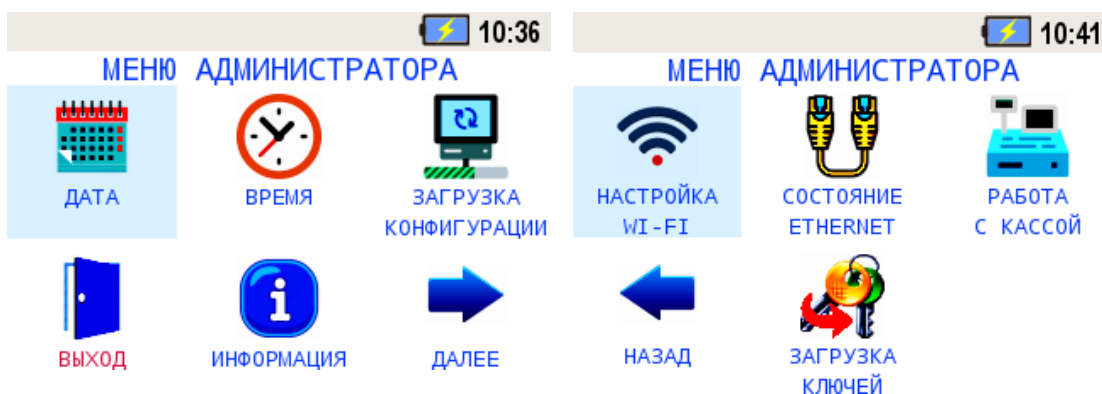 10:36
МЕНЮ АДМИНИСТРАТОРА
ДАТА
ВРЕМЯ
ЗАГРУЗКА
КОНФИГУРАЦИИ
ВЫХОД
ИНФОРМАЦИЯ
ДАЛЕЕ
10:41
МЕНЮ АДМИНИСТРАТОРА
НАСТРОЙКА
WI-FI
СОСТОЯНИЕ
ETHERNET
РАБОТА
С КАССОЙ
НАЗАД
ЗАГРУЗКА
КЛЮЧЕЙ